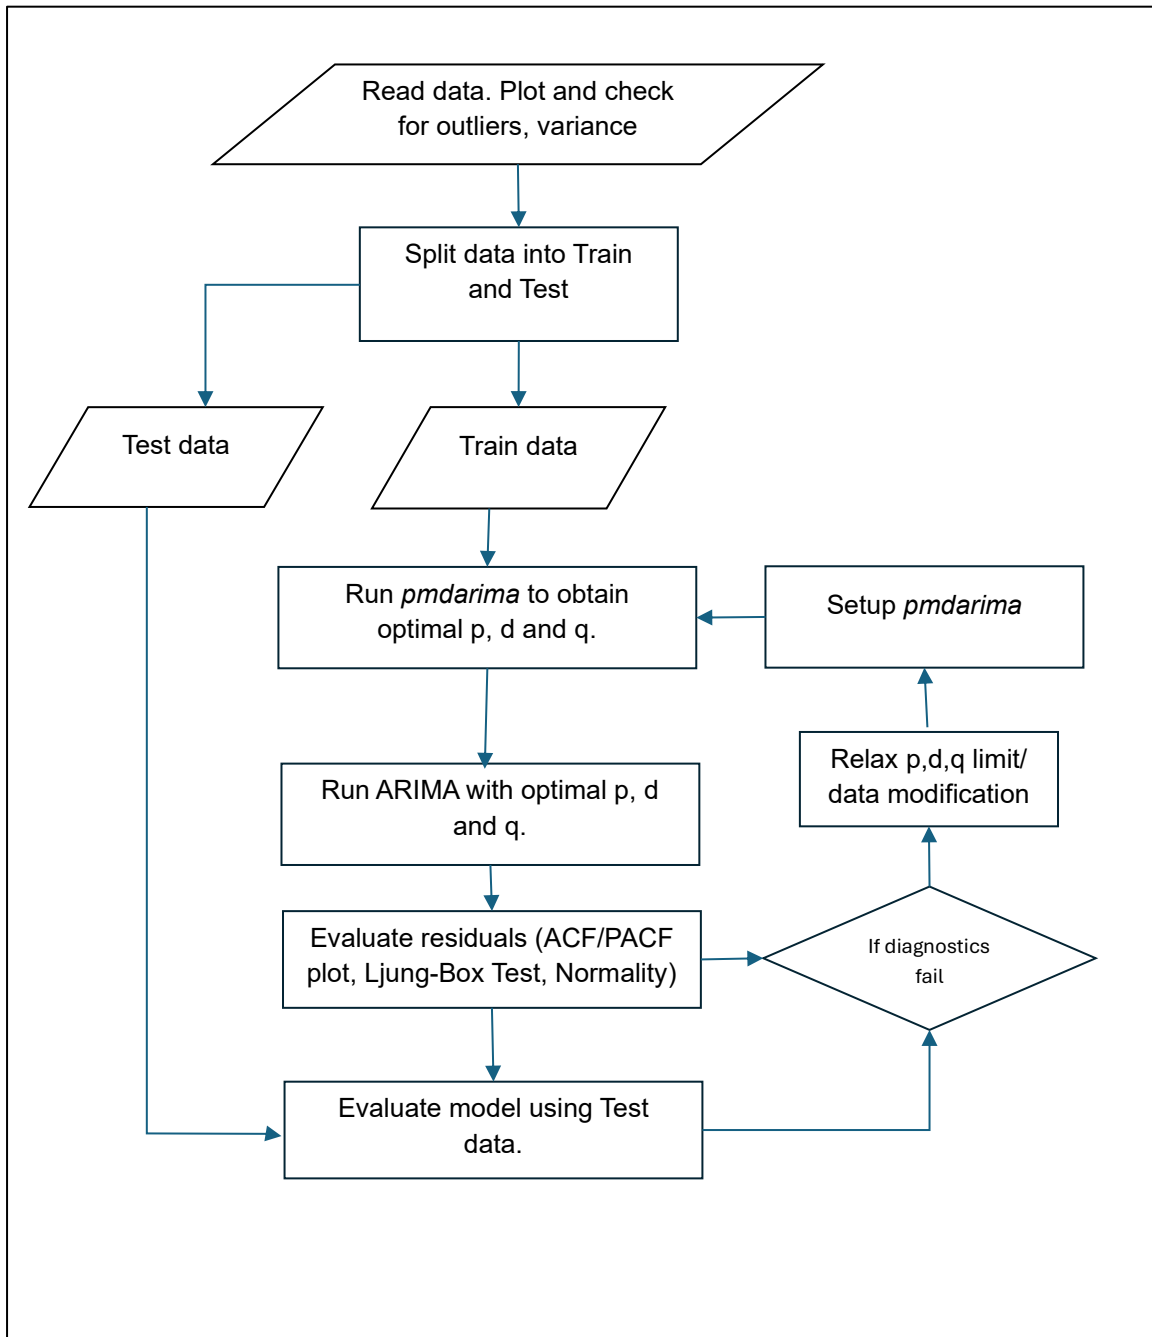 Read data. Plot and check
for outliers, variance
Split data into Train
and Test
Test data
Train data
Run pmdarima to obtain
optimal p, d and q.
Setup pmdarima
Relax p,d,q limit/
data modification
Run ARIMA with optimal p, d
and q.
Evaluate residuals (ACF/PACF
plot, Ljung-Box Test, Normality)
If diagnostics
fail
Evaluate model using Test
data.